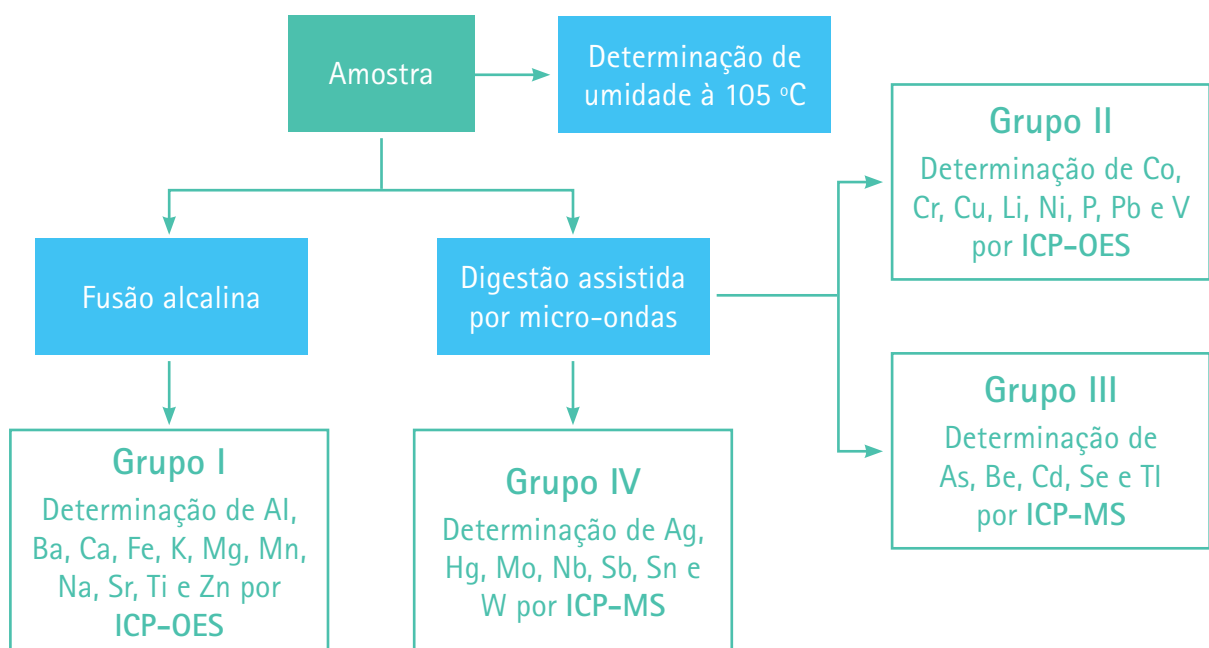 Amostra
Determinação de
umidade à 105 ºC
Fusão alcalina
Digestão assistida
por micro-ondas
Grupo II
Determinação de Co,
Cr, Cu, Li, Ni, P, Pb e V
por ICP-OES
Grupo III
Determinação de
As, Be, Cd, Se e Tl
por ICP-MS
Grupo I
Determinação de Al,
Ba, Ca, Fe, K, Mg, Mn,
Na, Sr, Ti e Zn por
ICP-OES
Grupo IV
Determinação de Ag,
Hg, Mo, Nb, Sb, Sn e
W por ICP-MS